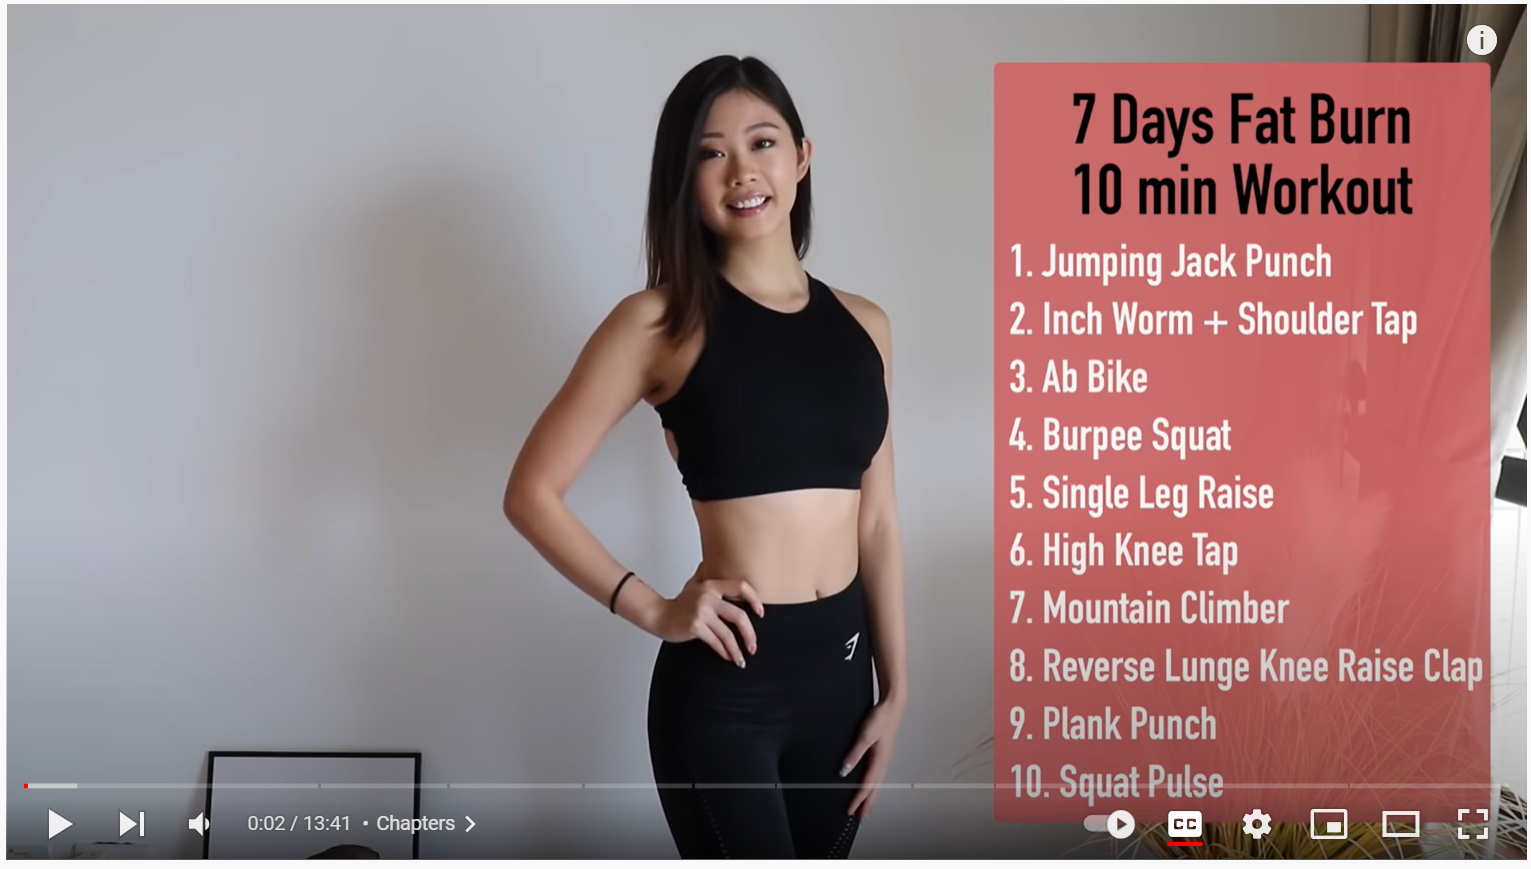 7 Days Fat Burn
10 min Workout
1. Jumping Jack Punch
2. Inch Worm + Shoulder Tap
3. Ab Bike
4. Burpee Squat
5. Single Leg Raise
6. High Knee Tap
7. Mountain Climber
8. Reverse Lunge Knee Raise Clap
9. Plank Punch
10. Squat Pulse
0:02 / 13:41 • Chapters
CC